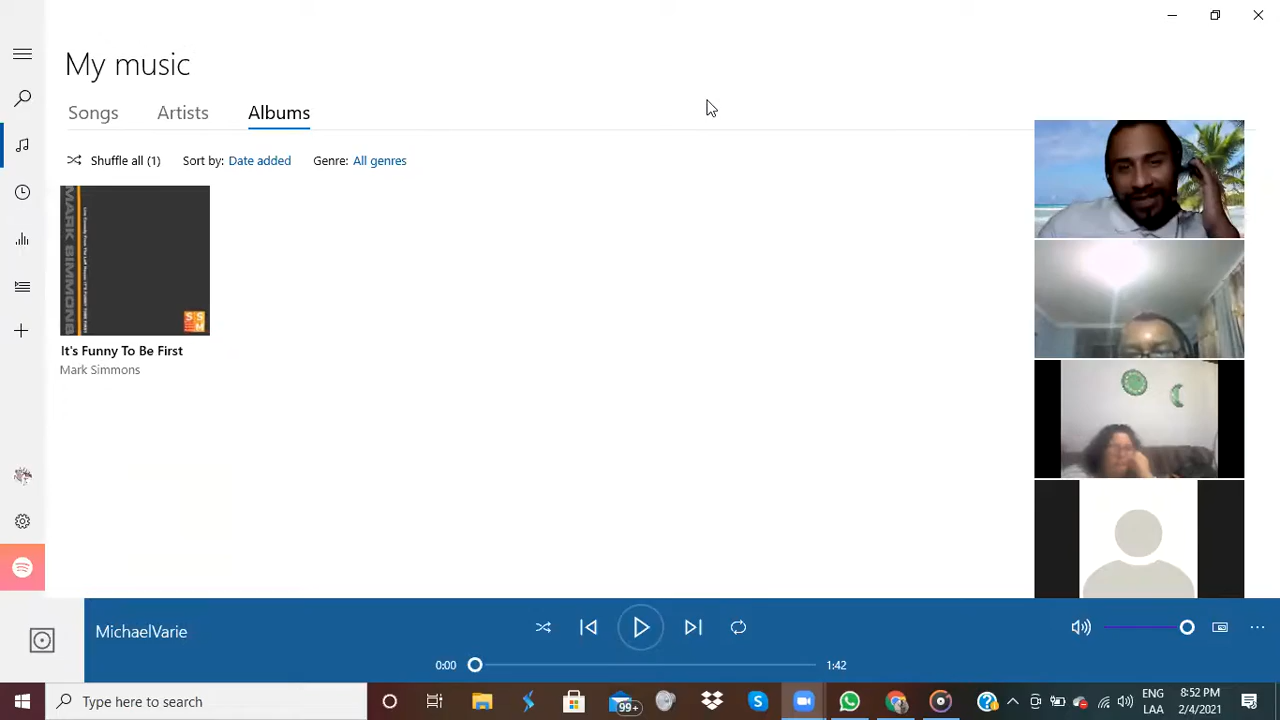 My music
Songs Artists Albums
Shuffle all (1) Sort by: Date added Genre: All genres
MARK SIMMONS
It's Funny To Be First
Mark Simmons
MichaelVarie
0:00 1:42
Type here to search
99+
ENG
LAA
8:52 PM
2/4/2021